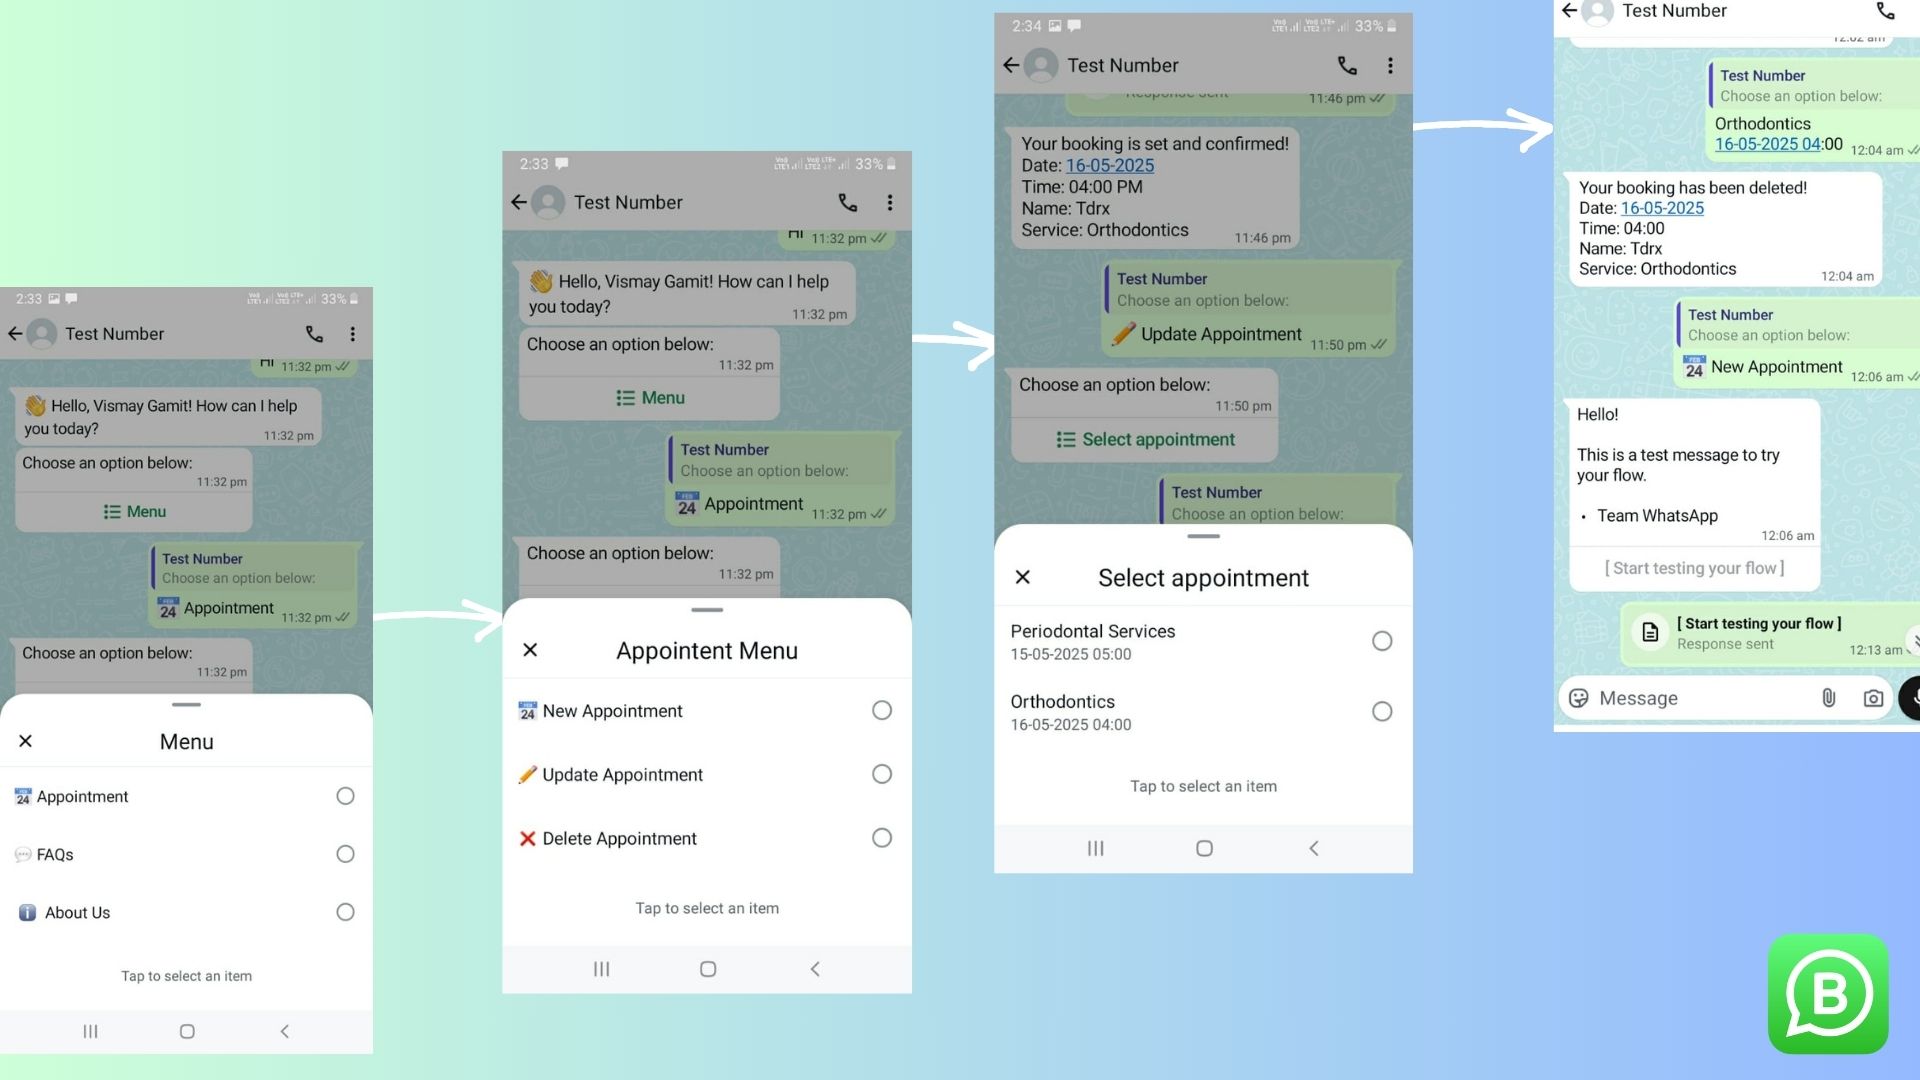 2:33
33%
Test Number
Hi 11:32 pm
Hello, Vismay Gamit! How can I help
you today?
11:32 pm
Choose an option below:
11:32 pm
Menu
Test Number
Choose an option below:
FEB
24 Appointment 11:32 pm
Choose an option below:
11:32 pm
Menu
24 Appointment
FAQs
About Us
Tap to select an item
2:33
33%
Test Number
Hi 11:32 pm
Hello, Vismay Gamit! How can I help
you today?
11:32 pm
Choose an option below:
11:32 pm
Menu
Test Number
Choose an option below:
FEB
24 Appointment 11:32 pm
Choose an option below:
11:32 pm
Appointent Menu
24 New Appointment
Update Appointment
Delete Appointment
Tap to select an item
2:34
33%
Test Number
Response sent
11:46 pm
Your booking is set and confirmed!
Date: 16-05-2025
Time: 04:00 PM
Name: Tdrx
Service: Orthodontics
11:46 pm
Test Number
Choose an option below:
Update Appointment 11:50 pm
Choose an option below:
11:50 pm
Select appointment
Test Number
Choose an option below:
Select appointment
Periodontal Services
15-05-2025 05:00
Orthodontics
16-05-2025 04:00
Tap to select an item
Test Number
12:02 am
Test Number
Choose an option below:
Orthodontics
16-05-2025 04:00 12:04 am
Your booking has been deleted!
Date: 16-05-2025
Time: 04:00
Name: Tdrx
Service: Orthodontics
12:04 am
Test Number
Choose an option below:
FEB
24 New Appointment 12:06 am
Hello!
This is a test message to try
your flow.
• Team WhatsApp
12:06 am
[ Start testing your flow ]
[ Start testing your flow ]
Response sent
12:13 am
Message
B